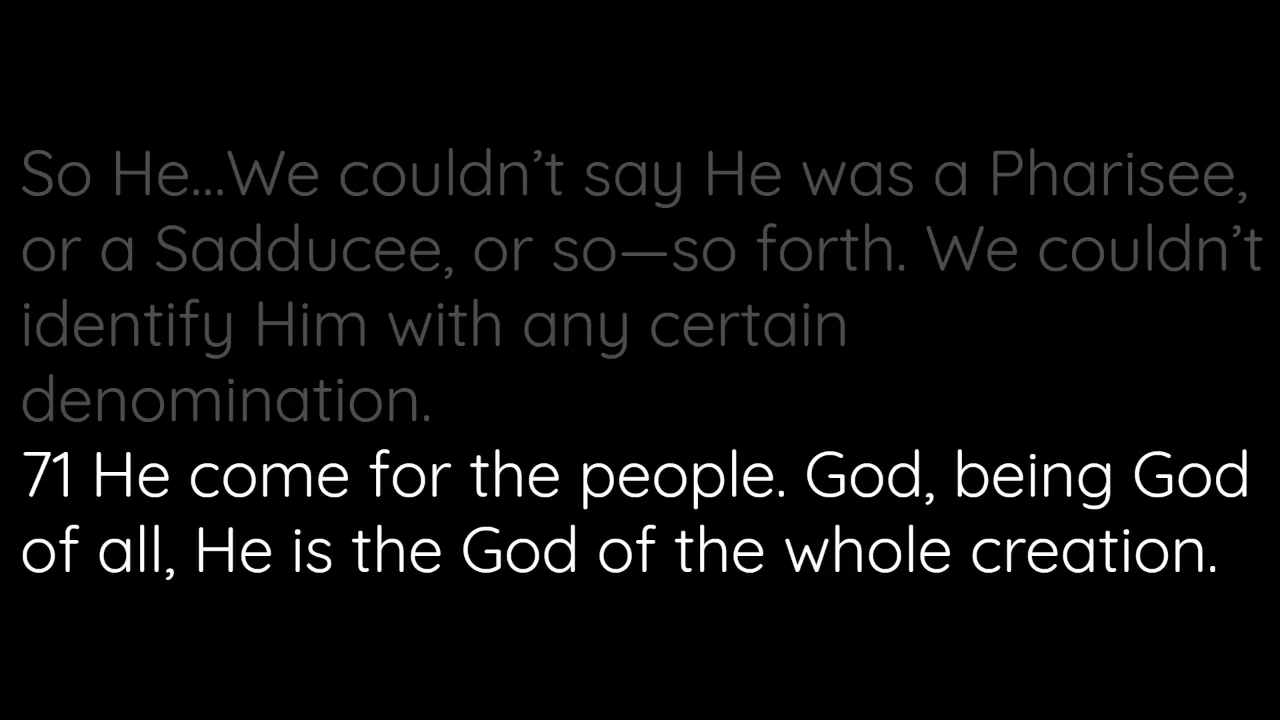 So He...We couldn’t say He was a Pharisee,
or a Sadducee, or so—so forth. We couldn’t
identify Him with any certain
denomination.
71 He come for the people. God, being God
of all, He is the God of the whole creation.